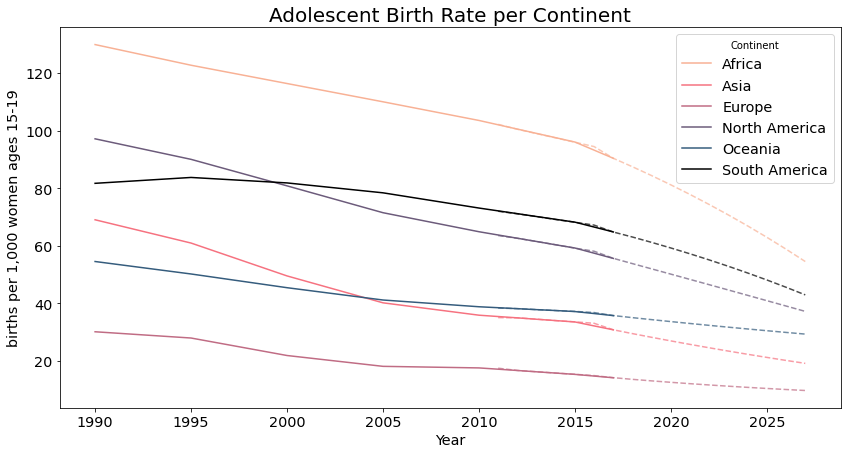 Adolescent Birth Rate per Continent
births per 1,000 women ages 15-19
120
100
80
60
40
20
1990
1995
2000
2005
2010
2015
2020
2025
Year
Continent
Africa
Asia
Europe
North America
Oceania
South America